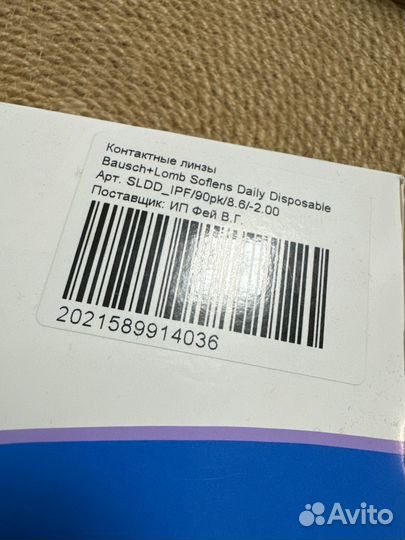 Контактные линзы
Bausch+Lomb Soflens Daily Disposable
Арт. SLDD_IPF/90pk/8.6/-2.00
Поставщик: ИП Фей В.Г.
2021589914036
Avito